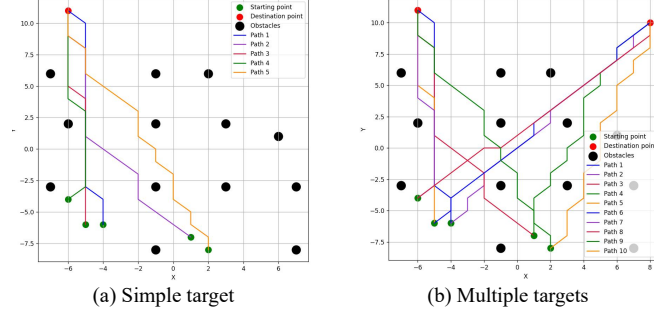 10.0
7.5
5.0
2.5
0.0
-2.5
-5.0
-7.5
-6
-4
-2
0
2
4
6
X
Starting point
Destination point
Obstacles
Path 1
Path 2
Path 3
Path 4
Path 5
(a) Simple target
10.0
7.5
5.0
2.5
0.0
-2.5
-5.0
-7.5
Y
-6
-4
-2
0
2
4
6
8
X
Starting point
Destination point
Obstacles
Path 1
Path 2
Path 3
Path 4
Path 5
Path 6
Path 7
Path 8
Path 9
Path 10
(b) Multiple targets